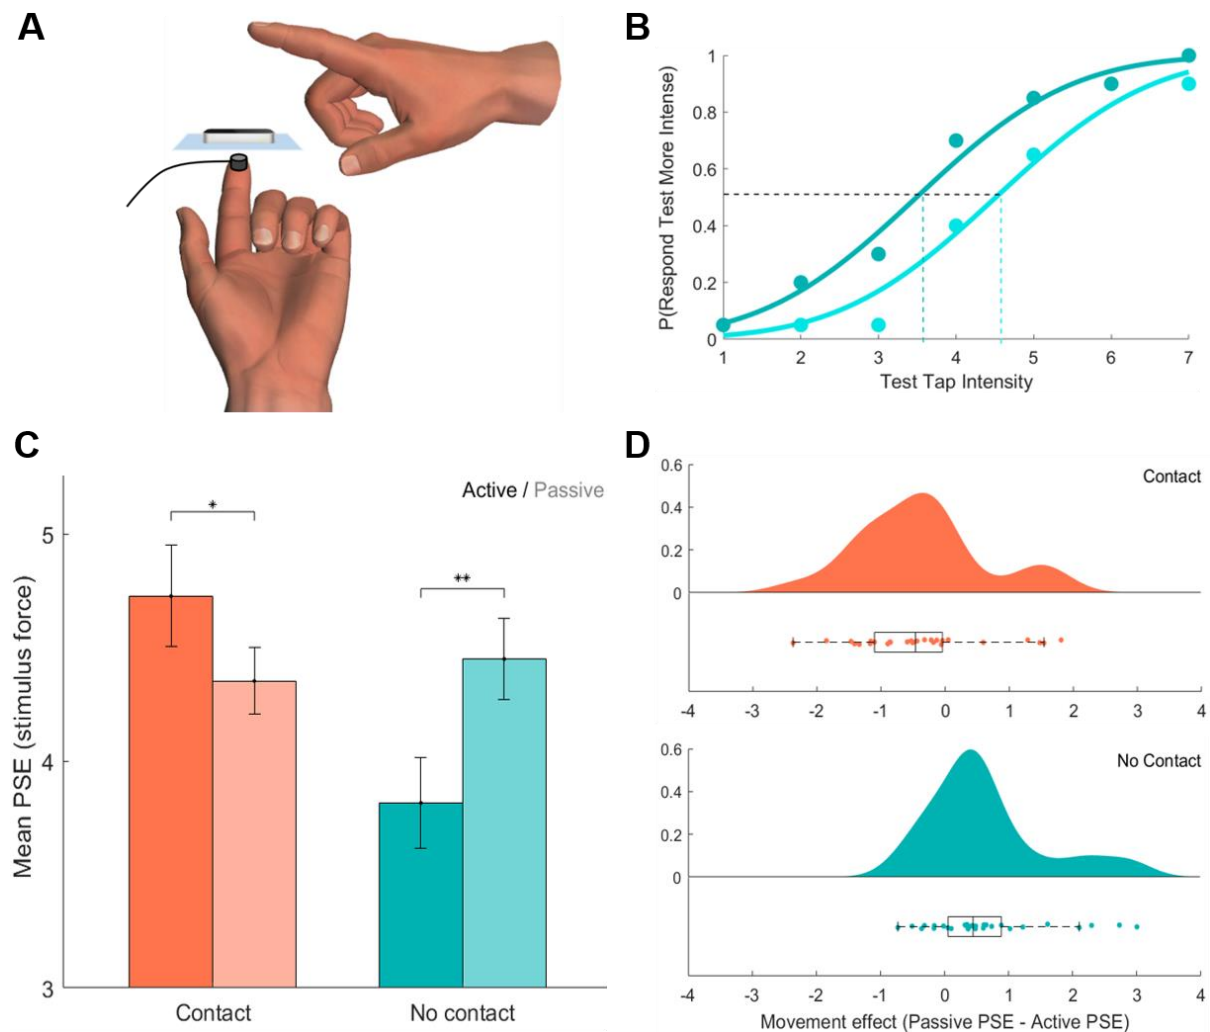 A
B
P(Respond Test More Intense)
1
0.8
0.6
0.4
0.2
0
1 2 3 4 5 6 7
Test Tap Intensity
C
Active / Passive
*
**
Mean PSE (stimulus force)
5
4
3
Contact No contact
D
0.6
Contact
0.4
0.2
0
-4 -3 -2 -1 0 1 2 3 4
0.6
No Contact
0.4
0.2
0
-4 -3 -2 -1 0 1 2 3 4
Movement effect (Passive PSE - Active PSE)